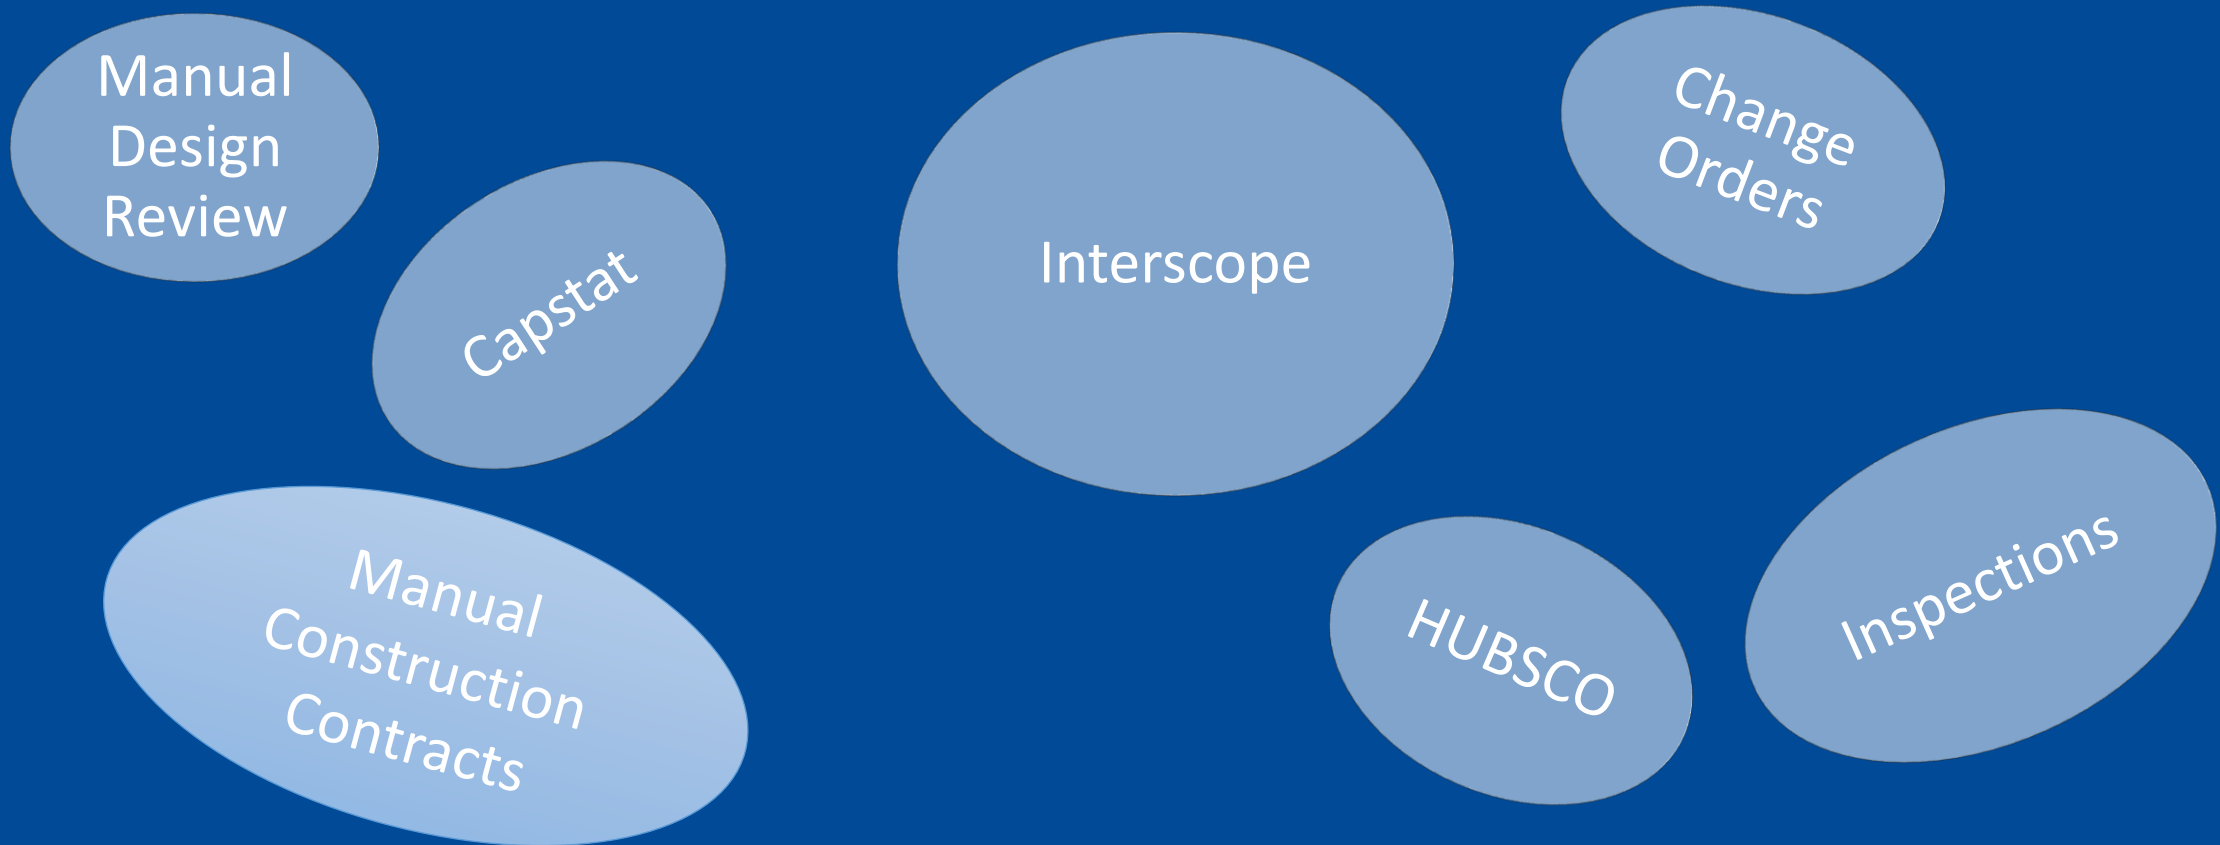 Manual
Design
Review
Capstat
Interscope
Change
Orders
Manual
Construction
Contracts
HUBSCO
Inspections